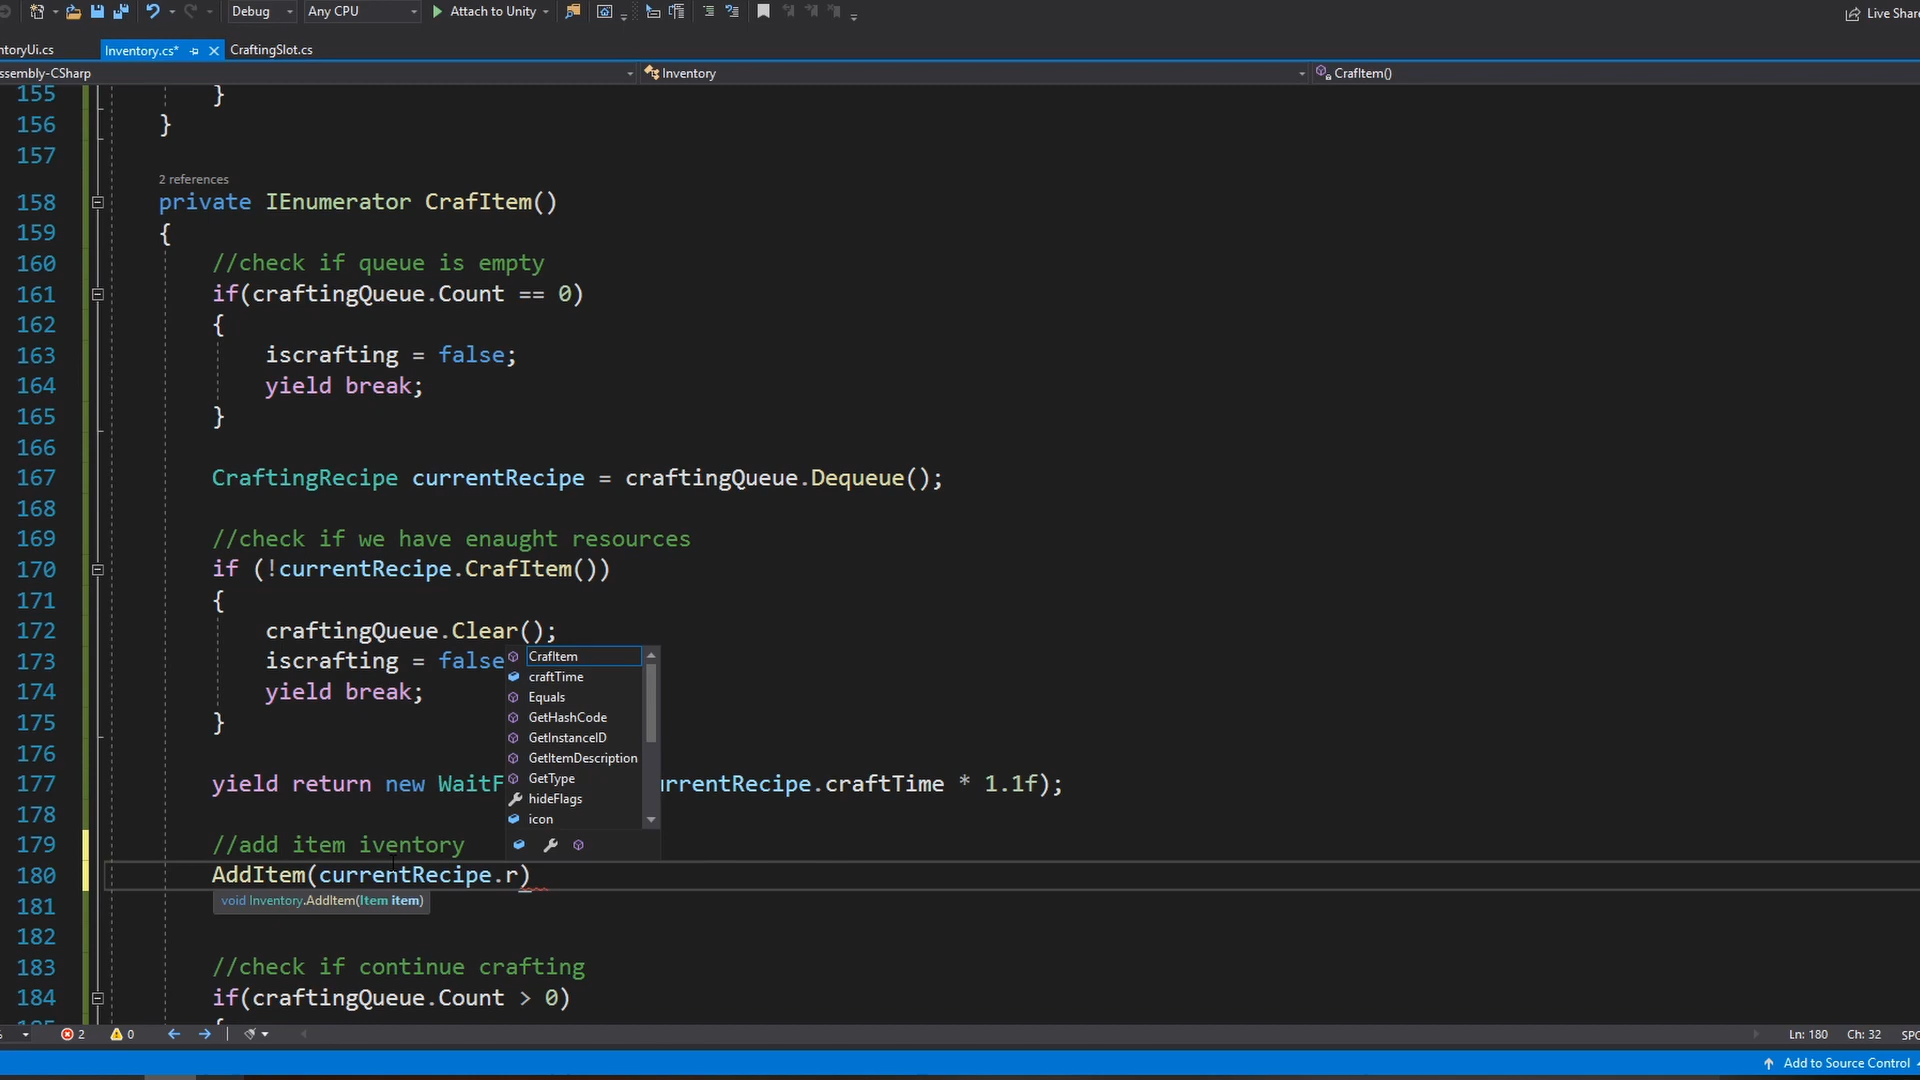 Debug Any CPU Attach to Unity Live Share
ntoryUi.cs Inventory.cs* CraftingSlot.cs
ssembly-CSharp Inventory CrafItem()
155 }
156 }
157
2 references
158 private IEnumerator CrafItem()
159 {
160 //check if queue is empty
161 if(craftingQueue.Count == 0)
162 {
163 iscrafting = false;
164 yield break;
165 }
166
167 CraftingRecipe currentRecipe = craftingQueue.Dequeue();
168
169 //check if we have enaught resources
170 if (!currentRecipe.CrafItem())
171 {
172 craftingQueue.Clear();
173 iscrafting = false
174 yield break;
175 }
176
177 yield return new WaitF urrentRecipe.craftTime * 1.1f);
178
179 //add item iventory
180 AddItem(currentRecipe.r)
181
182
183 //check if continue crafting
184 if(craftingQueue.Count > 0)
CrafItem
craftTime
Equals
GetHashCode
GetInstanceID
GetItemDescription
GetType
hideFlags
icon
void Inventory.AddItem(Item item)
2 0 Ln: 180 Ch: 32 SPC
Add to Source Control